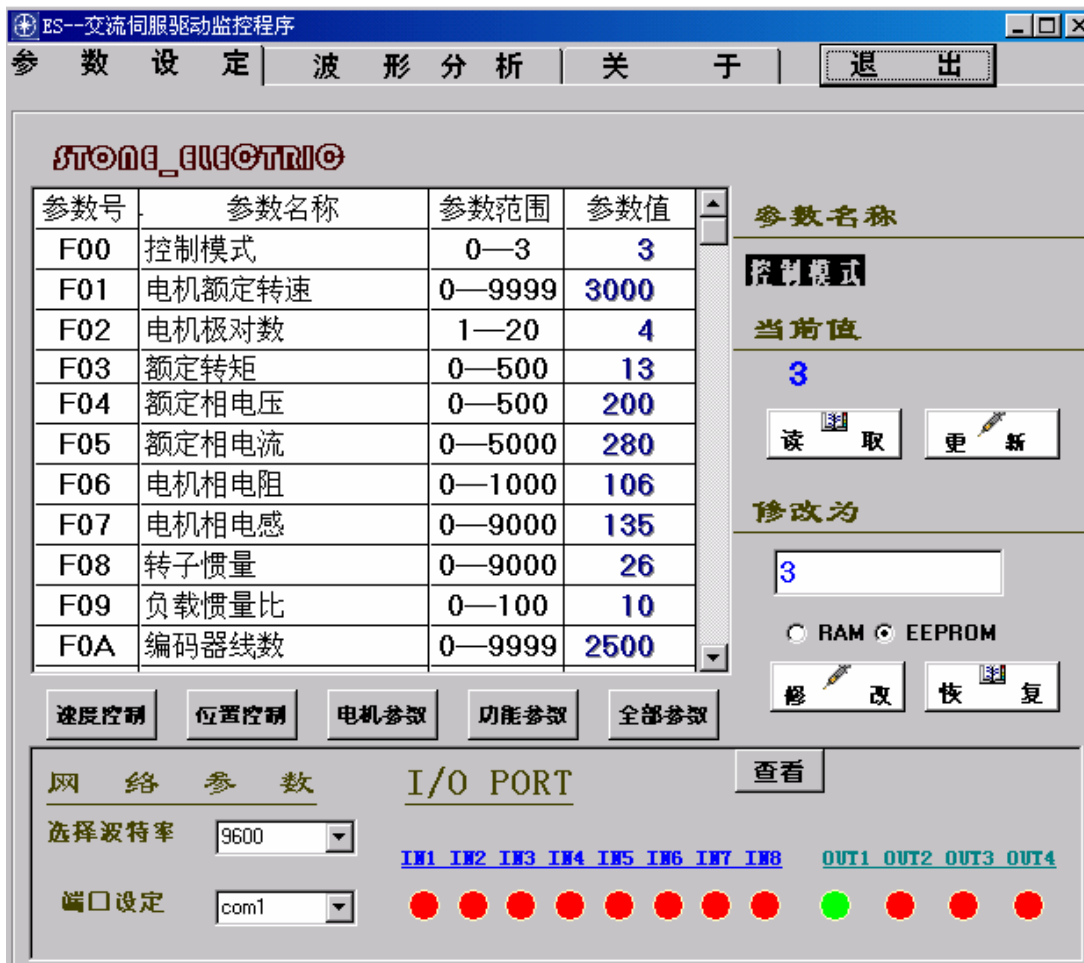 ES--交流伺服驱动监控程序
参 数 设 定 波 形 分 析 关 于 退 出
STONE_ELECTRIC
参数号 参数名称 参数范围 参数值
F00 控制模式 0—3 3
F01 电机额定转速 0—9999 3000
F02 电机极对数 1—20 4
F03 额定转矩 0—500 13
F04 额定相电压 0—500 200
F05 额定相电流 0—5000 280
F06 电机相电阻 0—1000 106
F07 电机相电感 0—9000 135
F08 转子惯量 0—9000 26
F09 负载惯量比 0—100 10
F0A 编码器线数 0—9999 2500
参数名称
控制模式
当前值
3
读 取 更 新
修改为
3
RAM EEPROM
修 改 恢 复
速度控制 位置控制 电机参数 功能参数 全部参数
网 络 参 数 I/O PORT 查看
选择波特率 9600
IN1 IN2 IN3 IN4 IN5 IN6 IN7 IN8 OUT1 OUT2 OUT3 OUT4
端口设定 com1